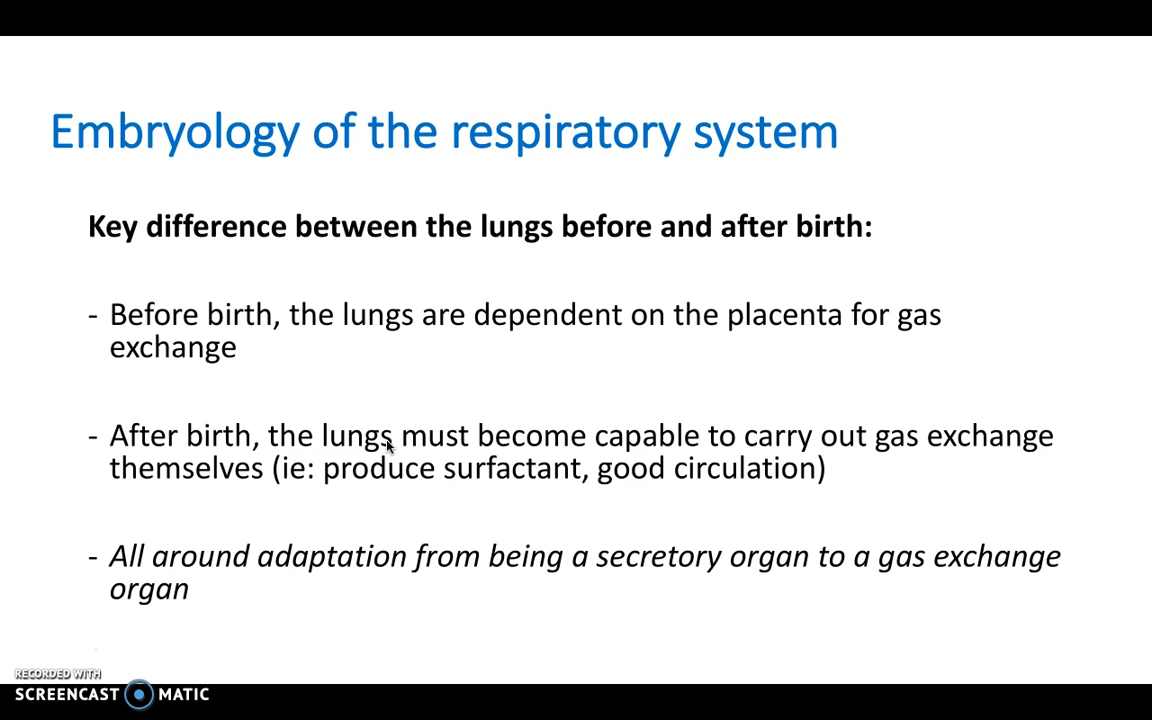 Embryology of the respiratory system
Key difference between the lungs before and after birth:
- Before birth, the lungs are dependent on the placenta for gas
exchange
- After birth, the lungs must become capable to carry out gas exchange
themselves (ie: produce surfactant, good circulation)
- All around adaptation from being a secretory organ to a gas exchange
organ
RECORDED WITH
SCREENCAST MATIC